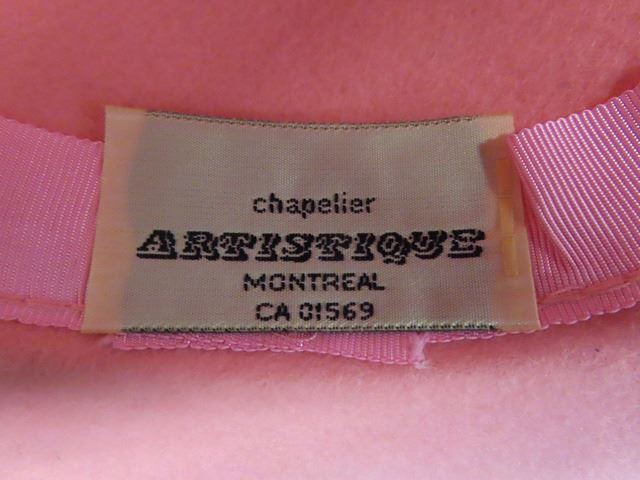 chapelier
ARTISTIQUE
MONTREAL
CA 01569